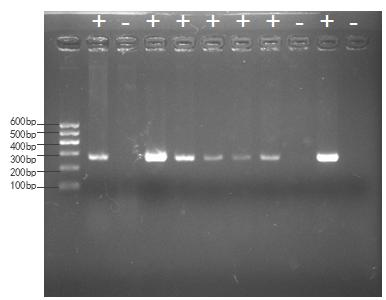 + - + + + + + - + -
600bp
500bp
400bp
300bp
200bp
100bp